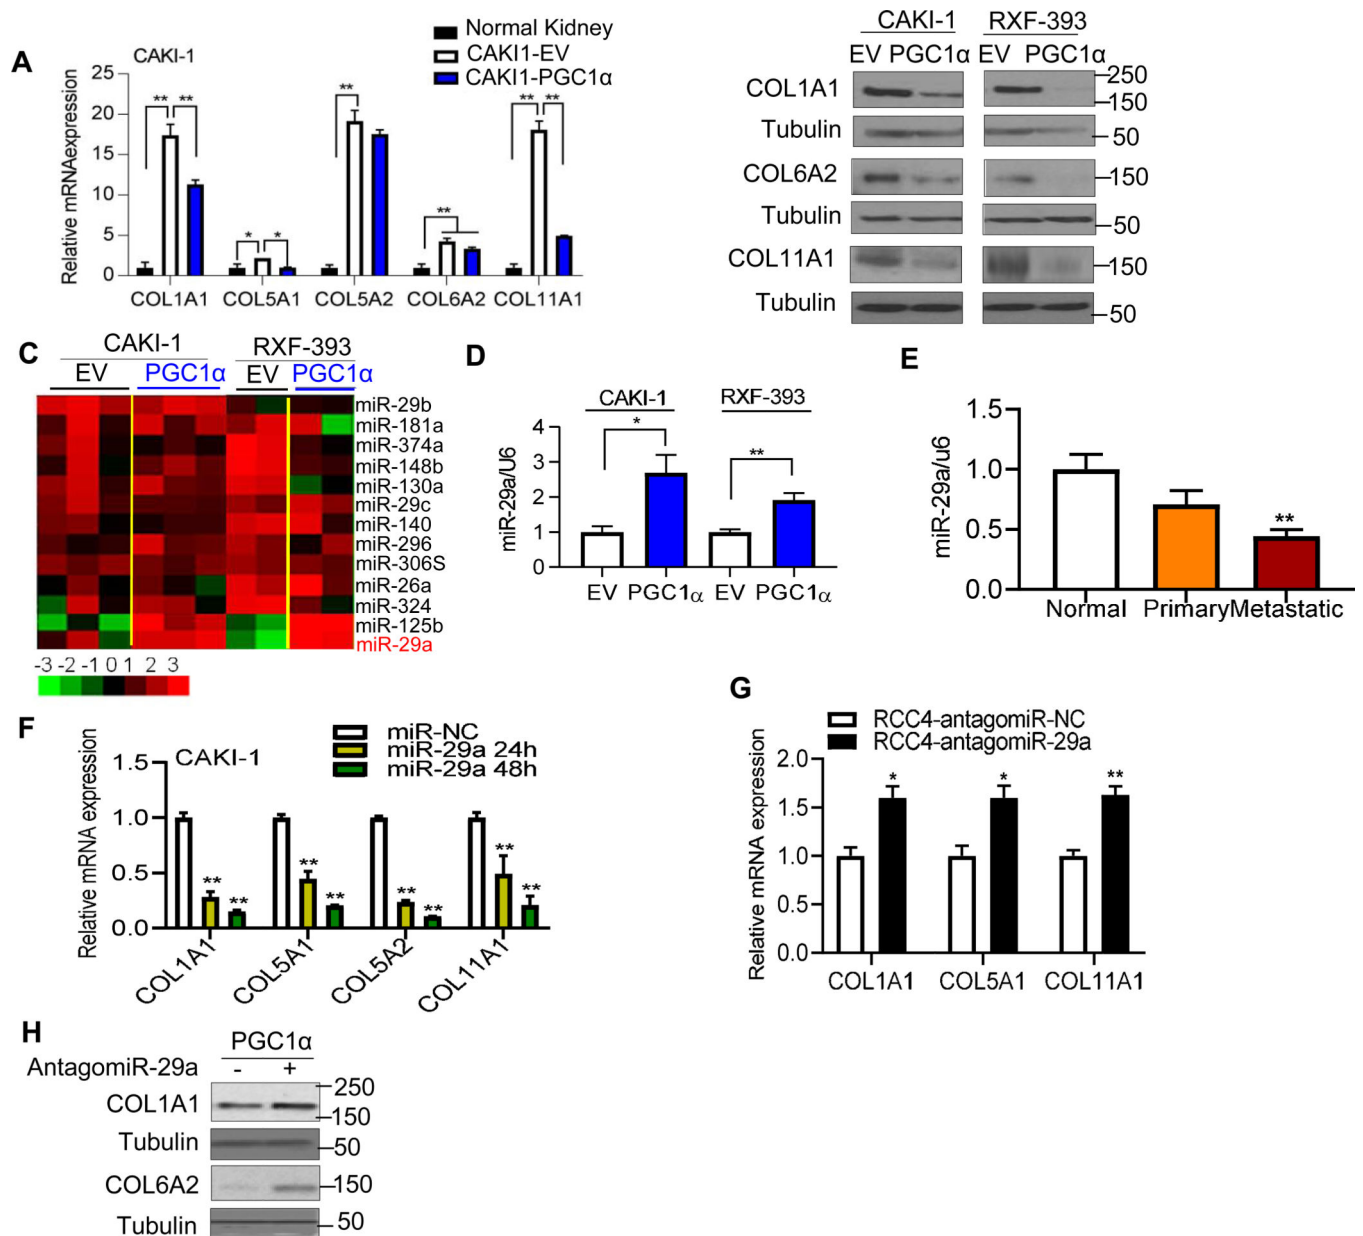 A
CAKI-1
Normal Kidney
CAKI1-EV
CAKI1-PGC1α
Relative mRNAexpression
25
20
15
10
5
0
** **
* *
**
**
** **
COL1A1 COL5A1 COL5A2 COL6A2 COL11A1
CAKI-1 RXF-393
EV PGC1α EV PGC1α
COL1A1
250
150
Tubulin
50
COL6A2
150
Tubulin
50
COL11A1
150
Tubulin
50
C
CAKI-1 RXF-393
EV PGC1α EV PGC1α
miR-29b
miR-181a
miR-374a
miR-148b
miR-130a
miR-29c
miR-140
miR-296
miR-306S
miR-26a
miR-324
miR-125b
miR-29a
-3 -2 -1 0 1 2 3
D
CAKI-1 RXF-393
* **
miR-29a/U6
4
3
2
1
0
EV PGC1α EV PGC1α
E
miR-29a/u6
1.5
1.0
0.5
0.0
**
Normal Primary Metastatic
F
CAKI-1
miR-NC
miR-29a 24h
miR-29a 48h
Relative mRNA expression
1.5
1.0
0.5
0.0
** ** ** ** ** ** ** **
COL1A1 COL5A1 COL5A2 COL11A1
G
RCC4-antagomiR-NC
RCC4-antagomiR-29a
Relative mRNA expression
2.0
1.5
1.0
0.5
0.0
* * **
COL1A1 COL5A1 COL11A1
H
PGC1α
AntagomiR-29a - +
COL1A1
250
150
Tubulin
50
COL6A2
150
Tubulin
50